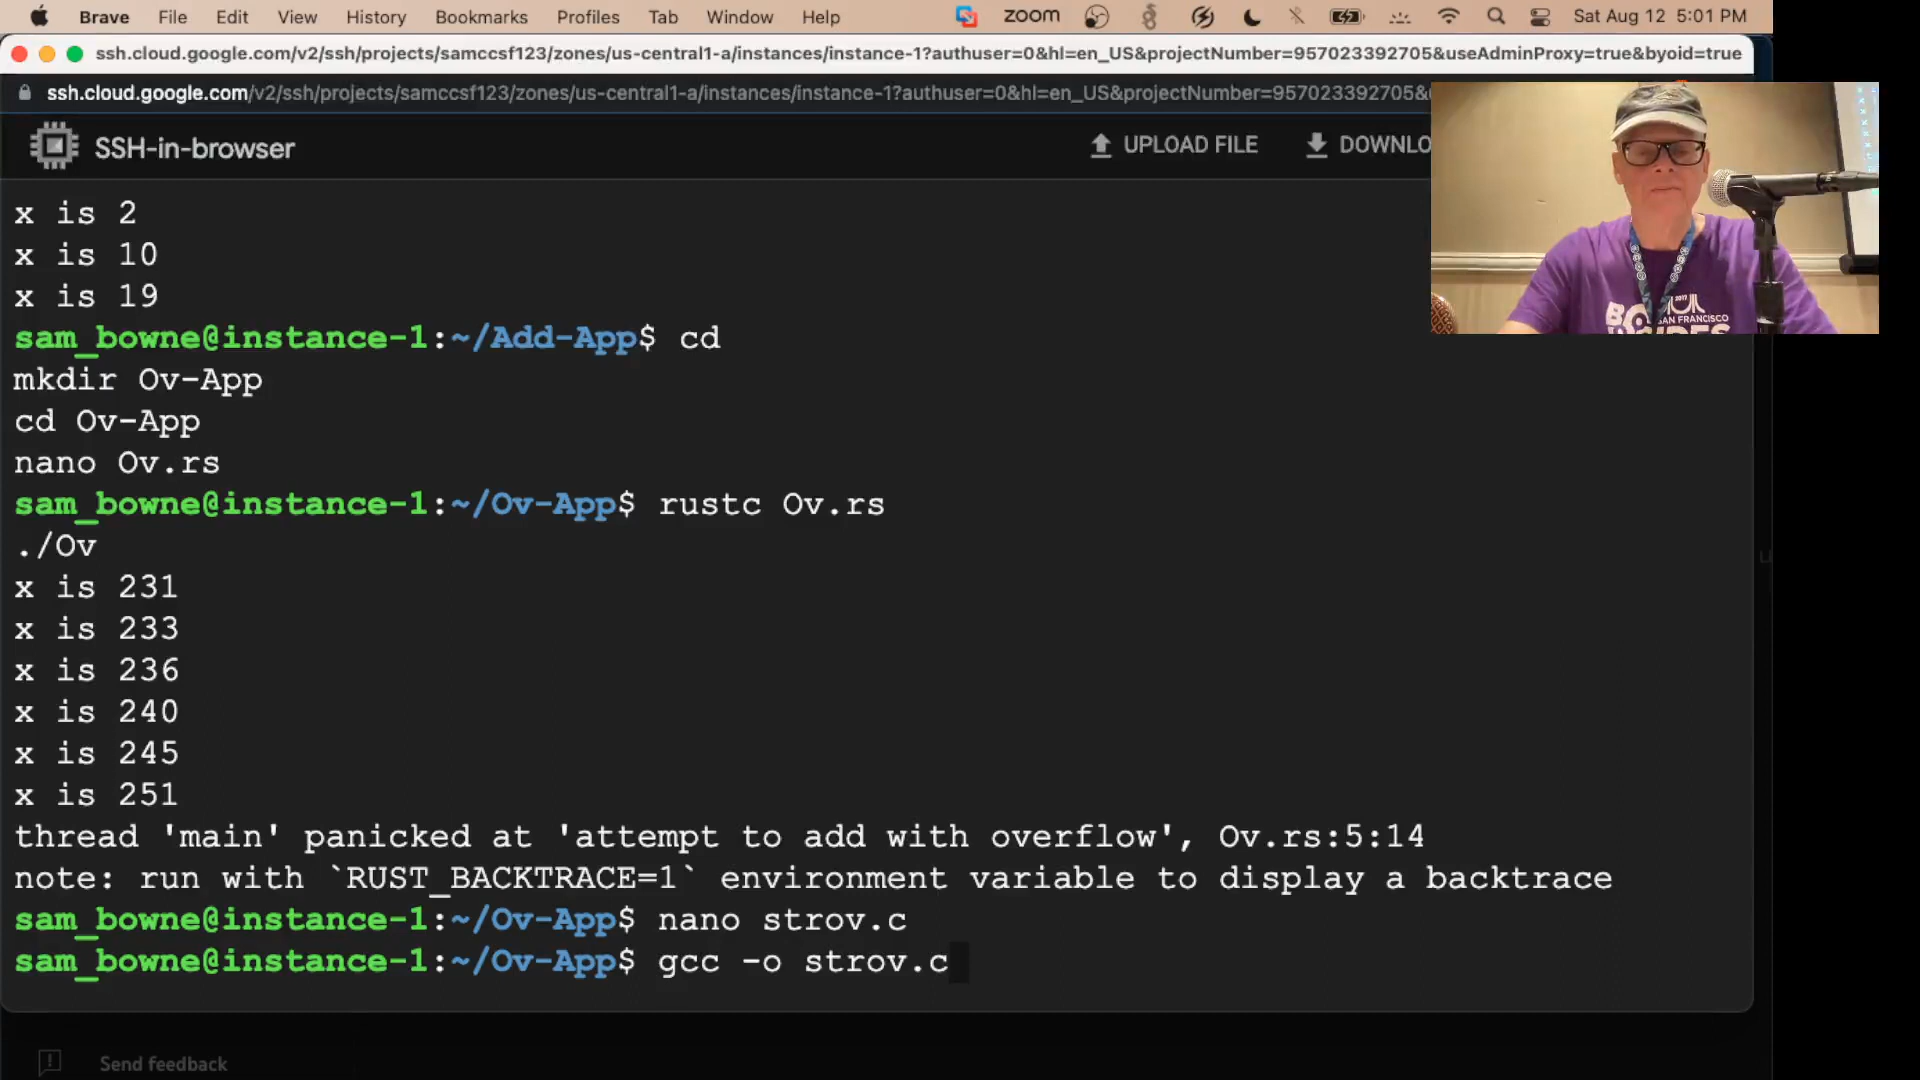 Brave File Edit View History Bookmarks Profiles Tab Window Help zoom Sat Aug 12 5:01 PM
ssh.cloud.google.com/v2/ssh/projects/samccsf123/zones/us-central1-a/instances/instance-1?authuser=0&hl=en_US&projectNumber=957023392705&useAdminProxy=true&byoid=true
ssh.cloud.google.com/v2/ssh/projects/samccsf123/zones/us-central1-a/instances/instance-1?authuser=0&hl=en_US&projectNumber=957023392705&
SSH-in-browser UPLOAD FILE DOWNLO
x is 2
x is 10
x is 19
sam_bowne@instance-1:~/Add-App$ cd
mkdir Ov-App
cd Ov-App
nano Ov.rs
sam_bowne@instance-1:~/Ov-App$ rustc Ov.rs
./Ov
x is 231
x is 233
x is 236
x is 240
x is 245
x is 251
thread 'main' panicked at 'attempt to add with overflow', Ov.rs:5:14
note: run with `RUST_BACKTRACE=1` environment variable to display a backtrace
sam_bowne@instance-1:~/Ov-App$ nano strov.c
sam_bowne@instance-1:~/Ov-App$ gcc -o strov.c
Send feedback
2017
SAN FRANCISCO